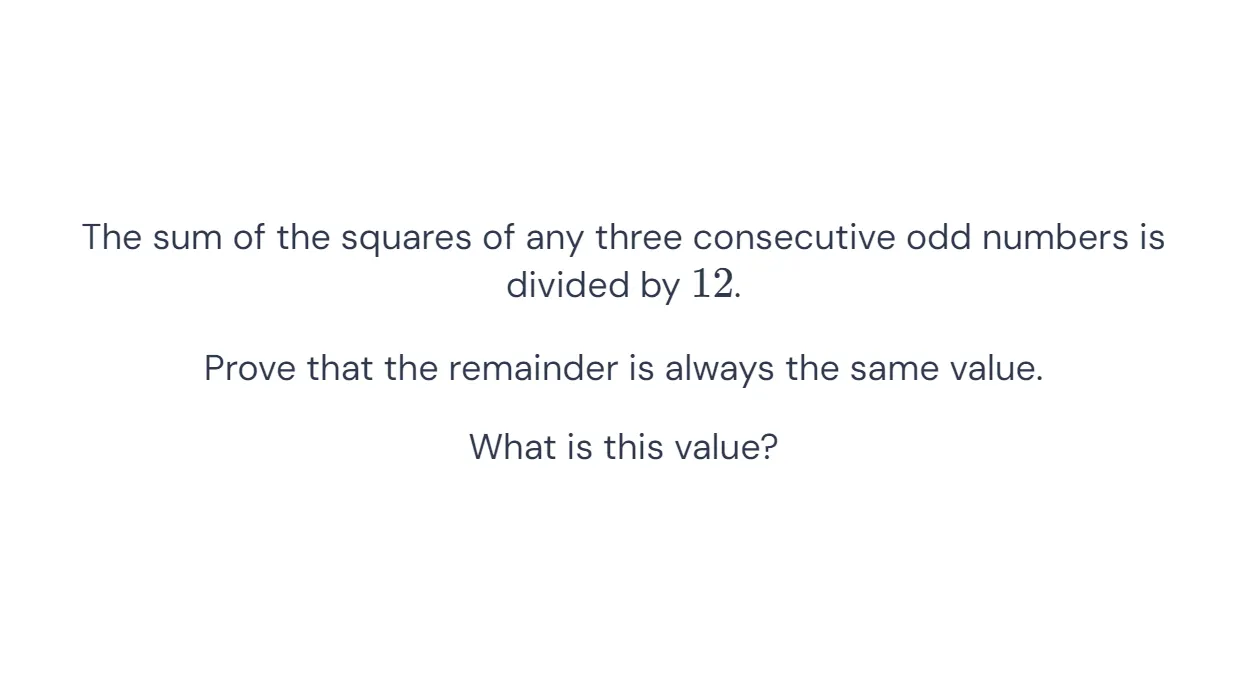 The sum of the squares of any three consecutive odd numbers is
divided by 12.
Prove that the remainder is always the same value.
What is this value?